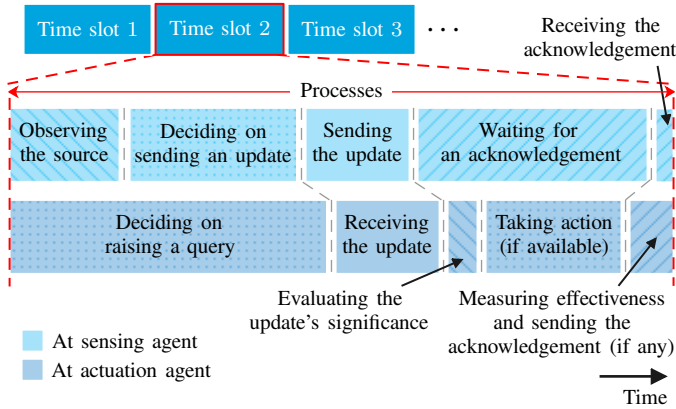 Time slot 1
Time slot 2
Time slot 3
...
Receiving the
acknowledgement
Processes
Observing
the source
Deciding on
sending an update
Sending
the update
Waiting for
an acknowledgement
Deciding on
raising a query
Receiving
the update
Taking action
(if available)
Evaluating the
update's significance
Measuring effectiveness
and sending the
acknowledgement (if any)
At sensing agent
At actuation agent
Time